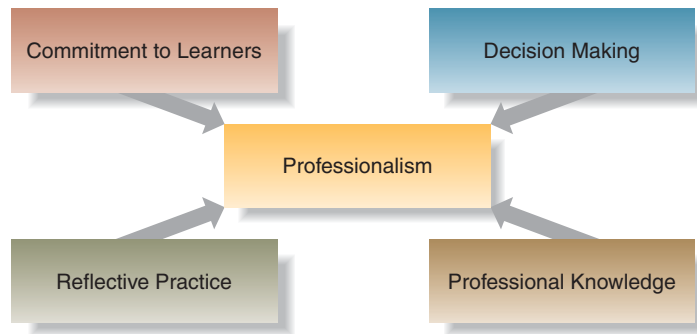 Commitment to Learners
Decision Making
Professionalism
Reflective Practice
Professional Knowledge